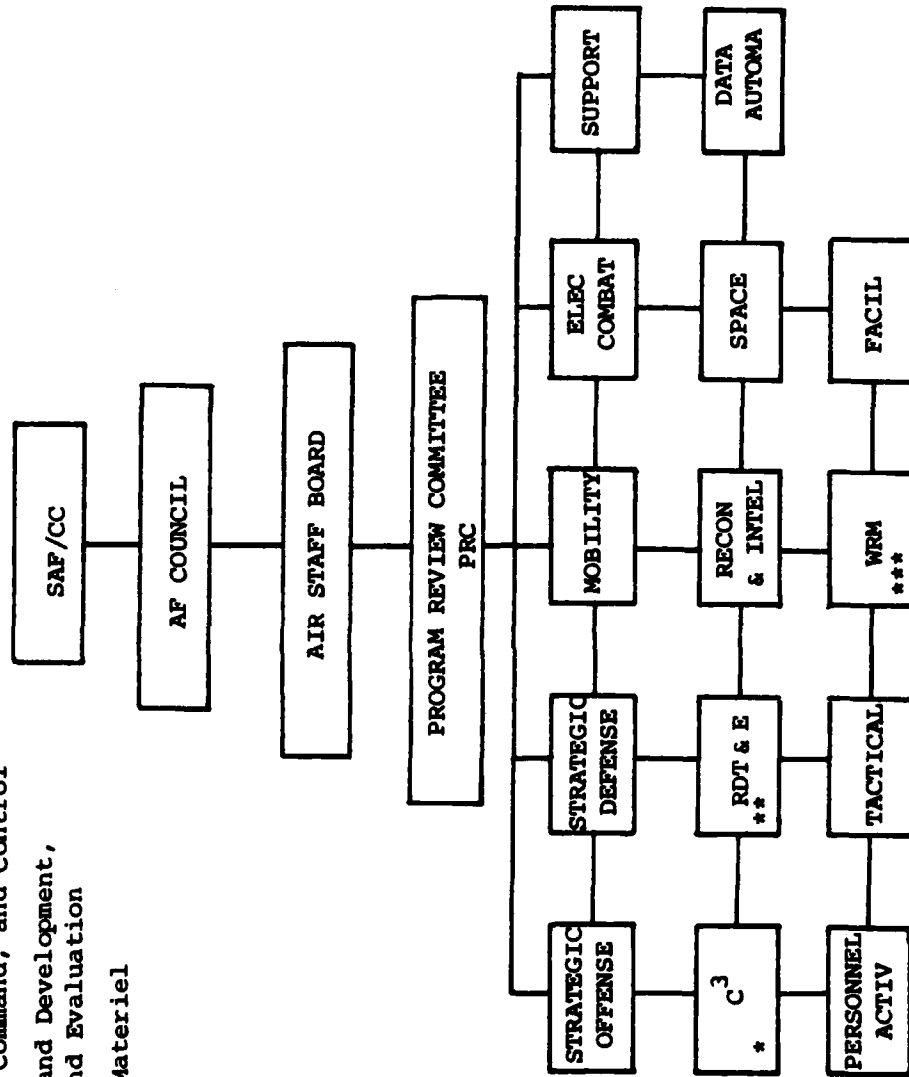 SAF/CC
AF COUNCIL
AIR STAFF BOARD
PROGRAM REVIEW COMMITTEE
PRC
STRATEGIC
OFFENSE
STRATEGIC
DEFENSE
MOBILITY
ELEC
COMBAT
SUPPORT
C³
*
RDT & E
**
RECON
& INTEL
SPACE
DATA
AUTOMA
PERSONNEL
ACTIV
TACTICAL
WRM
***
FACIL
Command, and Control
and Development,
nd Evaluation
Materiel